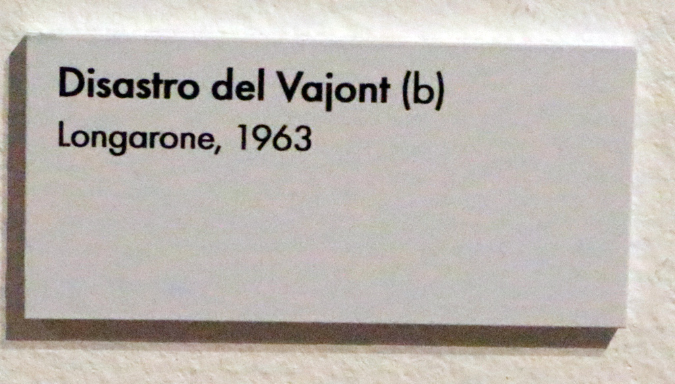 Disastro del Vajont (b)
Longarone, 1963